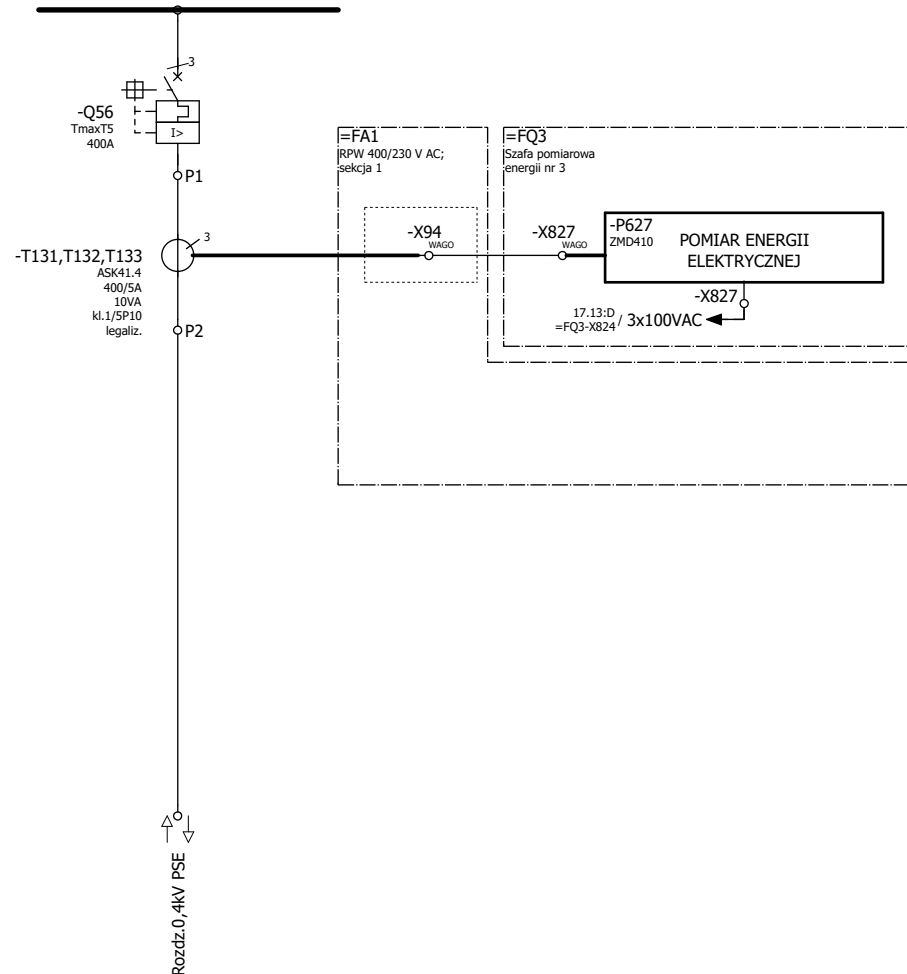 3
-Q56
TmaxT5
400A
I>
P1
=FA1
RPW 400/230 V AC;
sekcja 1
=FQ3
Szafa pomiarowa
energii nr 3
-X94
WAGO
-X827
WAGO
-P627
ZMD410
POMIAR ENERGII
ELEKTRYCZNEJ
-X827
17.13:D
=FQ3-X824
/ 3x100VAC
3
-T131,T132,T133
ASK41.4
400/5A
10VA
kl.1/5P10
legaliz.
P2
Rozdz.0,4kV PSE